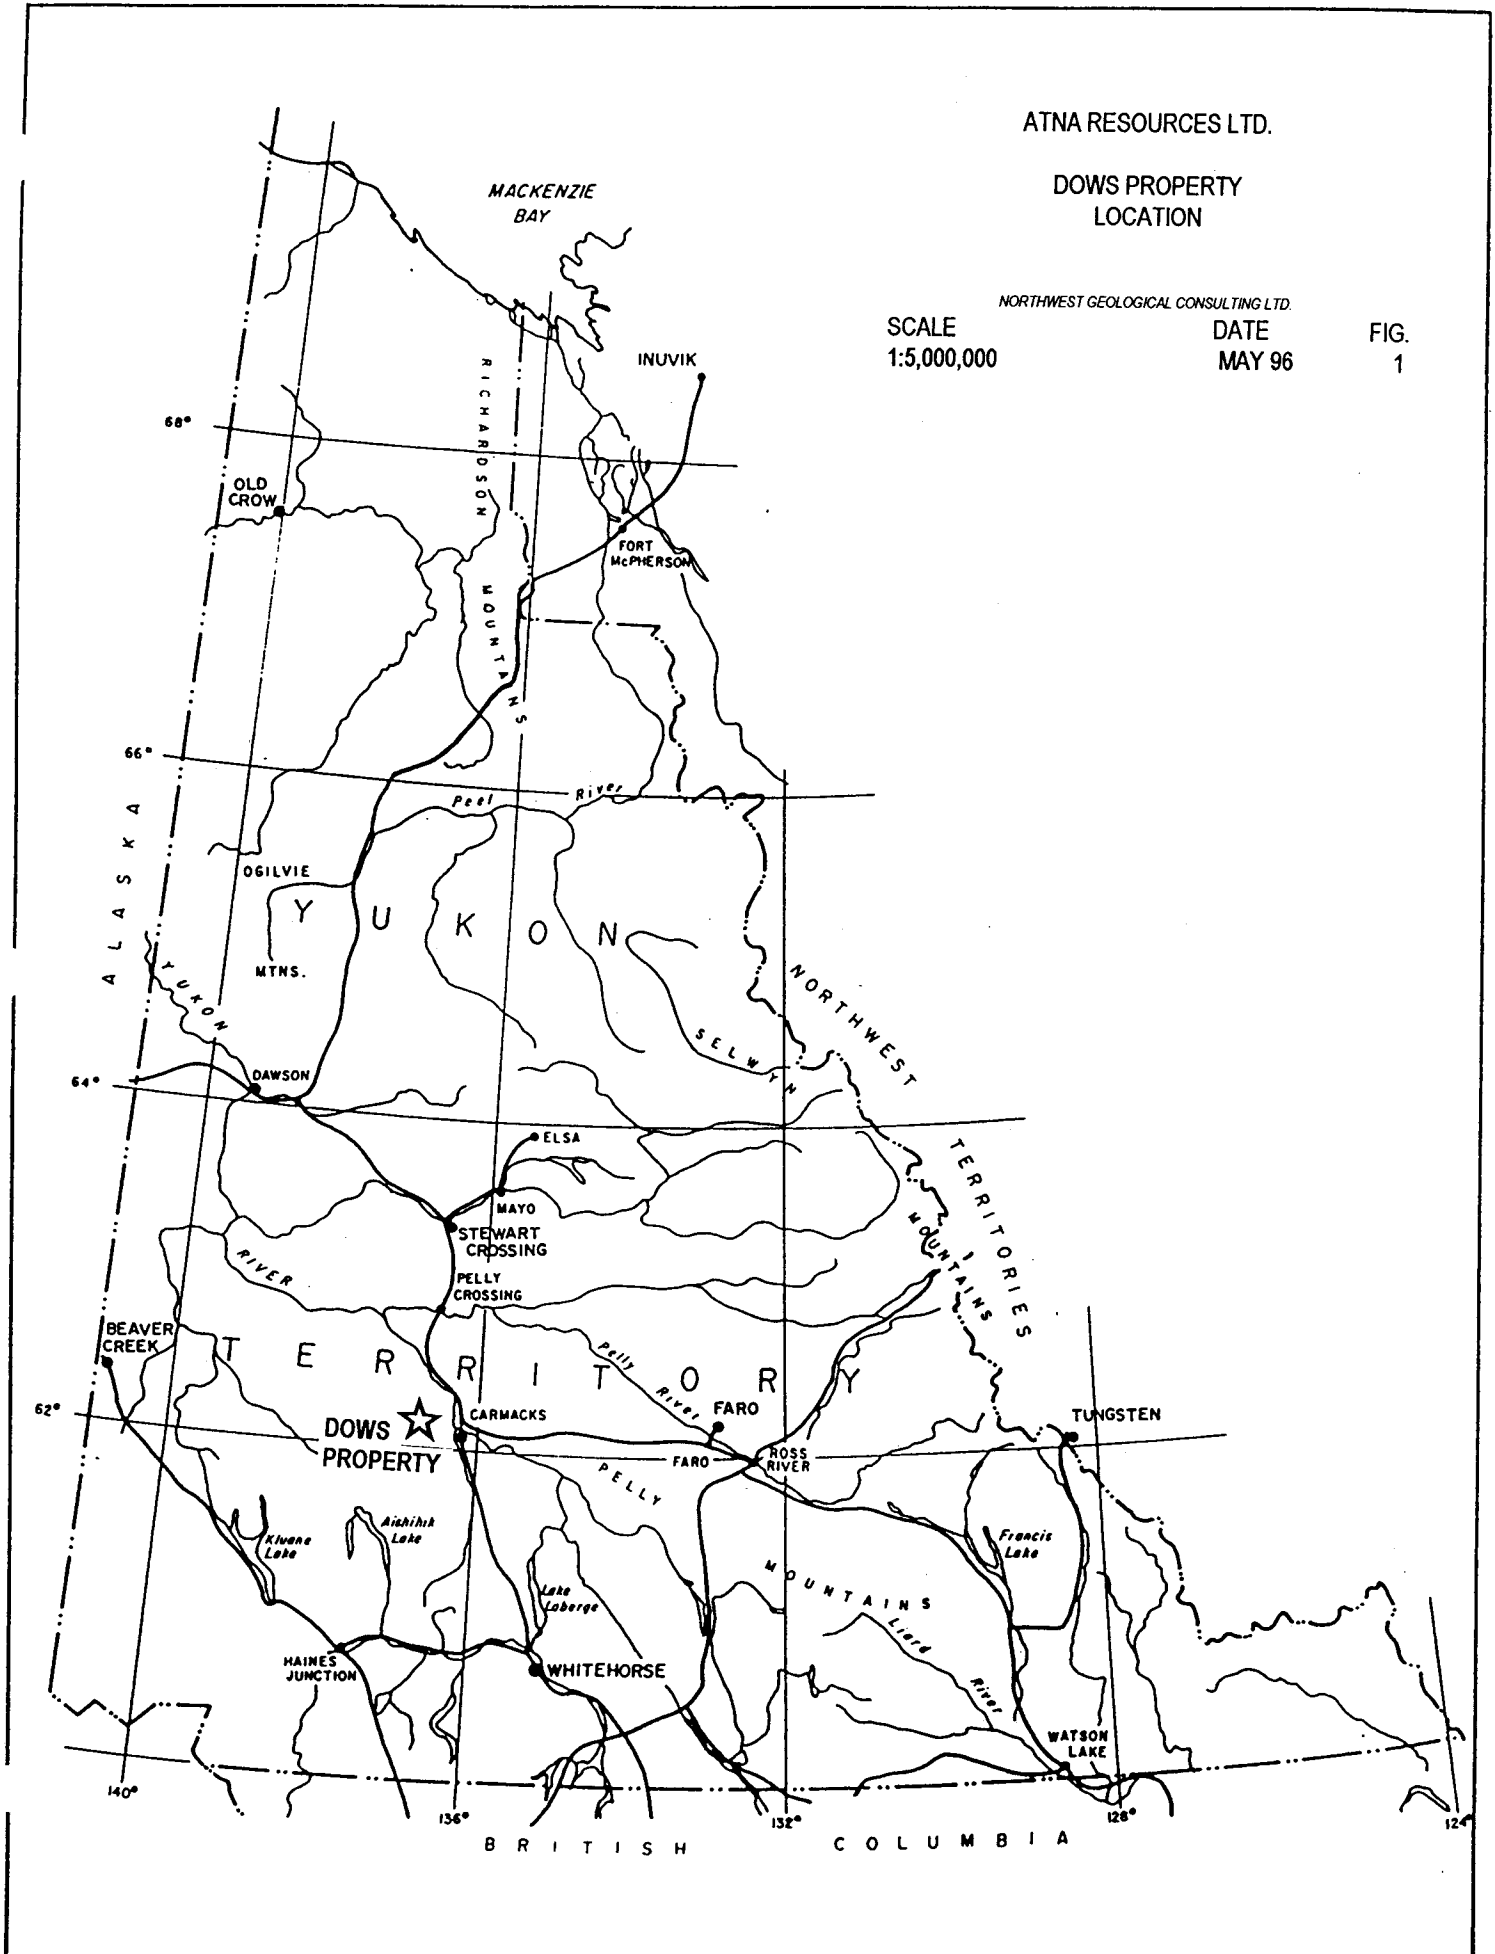 ATNA RESOURCES LTD.
DOWS PROPERTY
LOCATION
NORTHWEST GEOLOGICAL CONSULTING LTD.
SCALE
1:5,000,000
DATE
MAY 96
FIG.
1
MACKENZIE
BAY
INUVIK
RICHARDSON
MOUNTAINS
68°
OLD
CROW
FORT
McPHERSON
66°
Peel River
ALASKA
OGILVIE
MTNS.
YUKON
YUKON
RIVER
NORTHWEST
TERRITORIES
SELWYN
MOUNTAINS
64°
DAWSON
ELSA
MAYO
STEWART
CROSSING
PELLY
CROSSING
BEAVER
CREEK
TERRITORY
Pelly
River
62°
DOWS
PROPERTY
CARMACKS
FARO
FARO
ROSS
RIVER
TUNGSTEN
PELLY
MOUNTAINS
Kluane
Lake
Aishihik
Lake
Lake
Laberge
Francis
Lake
Liard
River
HAINES
JUNCTION
WHITEHORSE
WATSON
LAKE
140°
136°
132°
128°
124°
BRITISH COLUMBIA